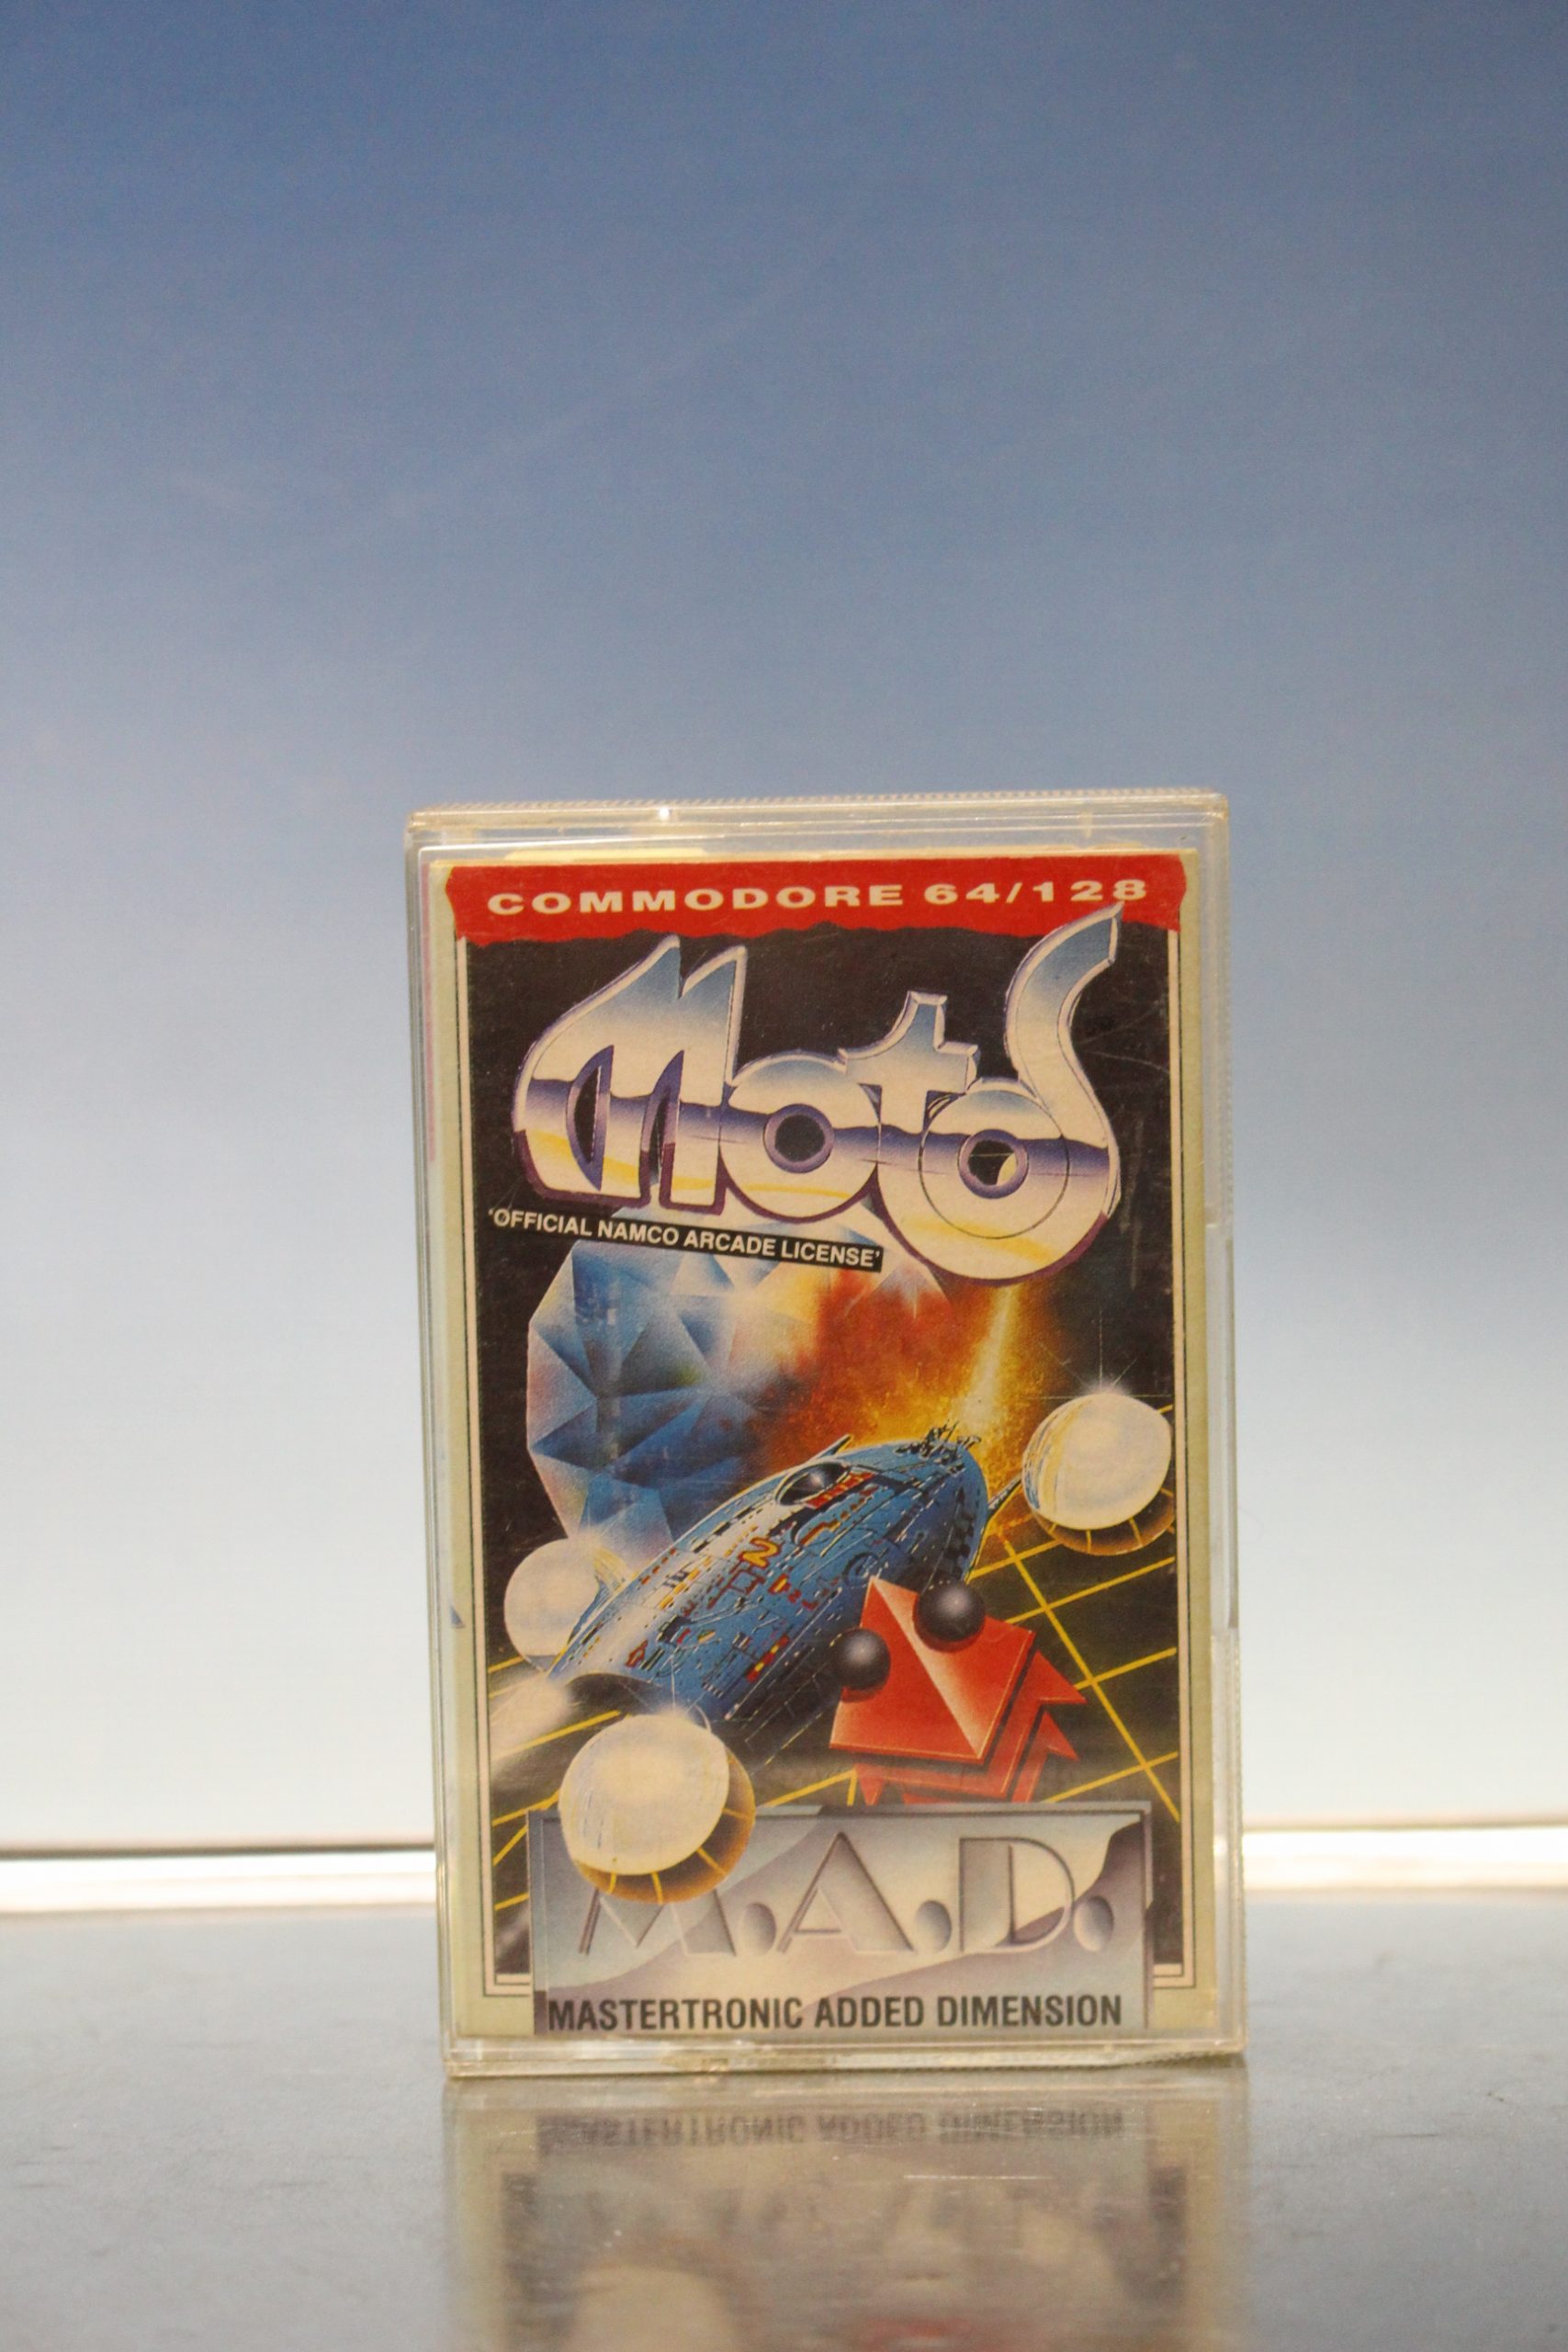 COMMODORE 64/128
Motos
'OFFICIAL NAMCO ARCADE LICENSE'
M.A.D.
MASTERTRONIC ADDED DIMENSION